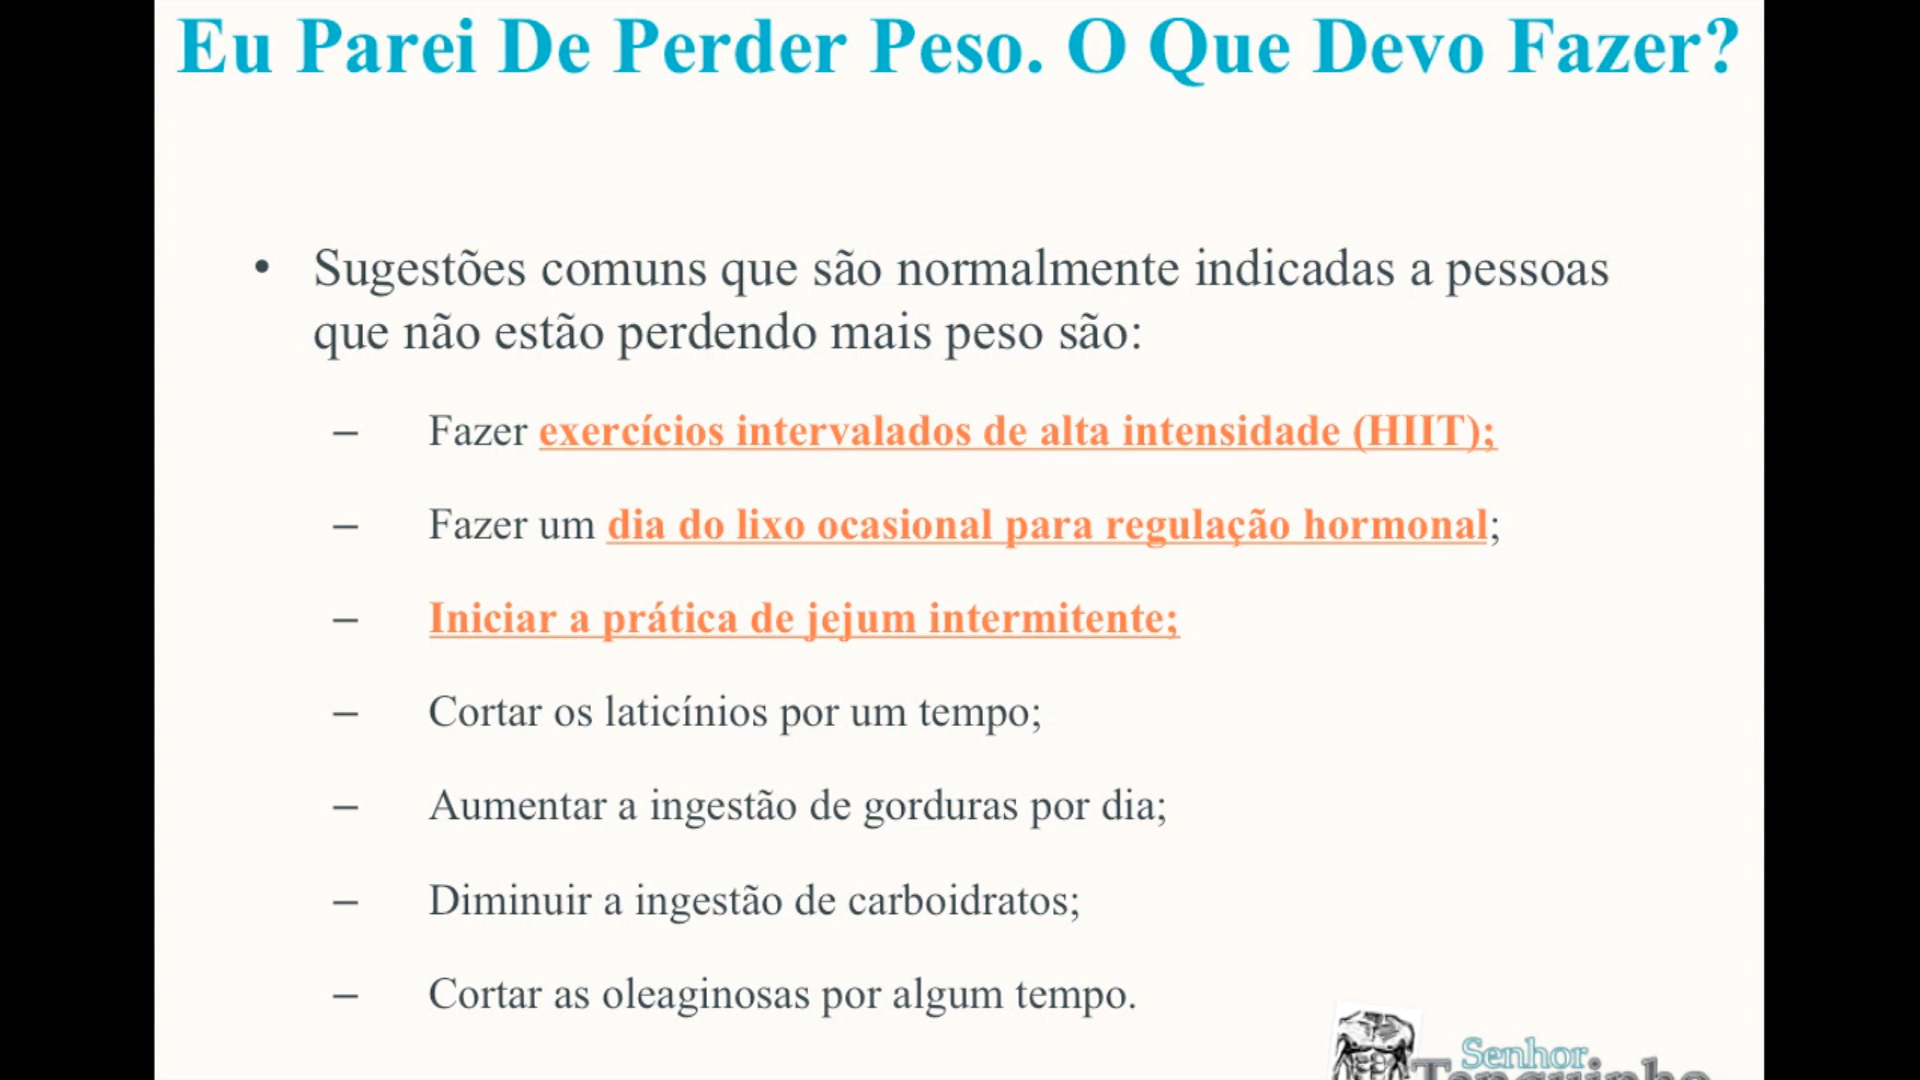 Eu Parei De Perder Peso. O Que Devo Fazer?
• Sugestões comuns que são normalmente indicadas a pessoas
que não estão perdendo mais peso são:
– Fazer exercícios intervalados de alta intensidade (HIIT);
– Fazer um dia do lixo ocasional para regulação hormonal;
– Iniciar a prática de jejum intermitente;
– Cortar os laticínios por um tempo;
– Aumentar a ingestão de gorduras por dia;
– Diminuir a ingestão de carboidratos;
– Cortar as oleaginosas por algum tempo.
Senhor
Tanquinho